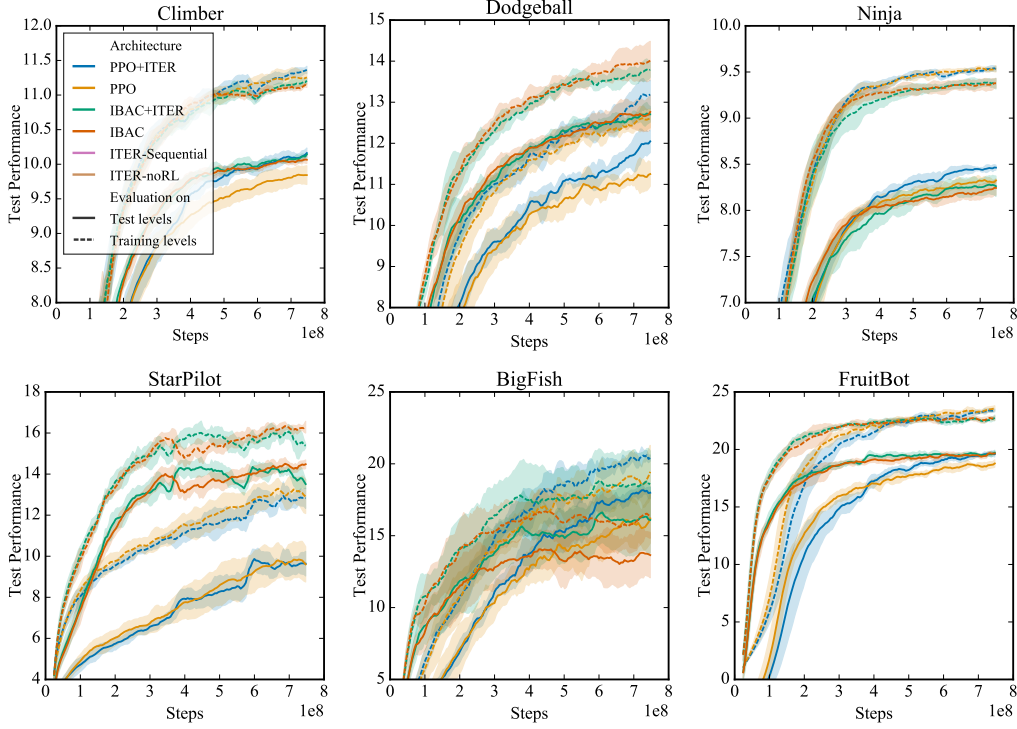 Climber
Dodgeball
Ninja
12.0
11.5
11.0
10.5
10.0
9.5
9.0
8.5
8.0
Test Performance
Architecture
PPO+ITER
PPO
IBAC+ITER
IBAC
ITER-Sequential
ITER-noRL
Evaluation on
Test levels
Training levels
0 1 2 3 4 5 6 7 8
Steps
1e8
15
14
13
12
11
10
9
8
Test Performance
0 1 2 3 4 5 6 7 8
Steps
1e8
10.0
9.5
9.0
8.5
8.0
7.5
7.0
Test Performance
0 1 2 3 4 5 6 7 8
Steps
1e8
StarPilot
BigFish
FruitBot
18
16
14
12
10
8
6
4
Test Performance
0 1 2 3 4 5 6 7 8
Steps
1e8
25
20
15
10
5
Test Performance
0 1 2 3 4 5 6 7 8
Steps
1e8
25
20
15
10
5
0
Test Performance
0 1 2 3 4 5 6 7 8
Steps
1e8